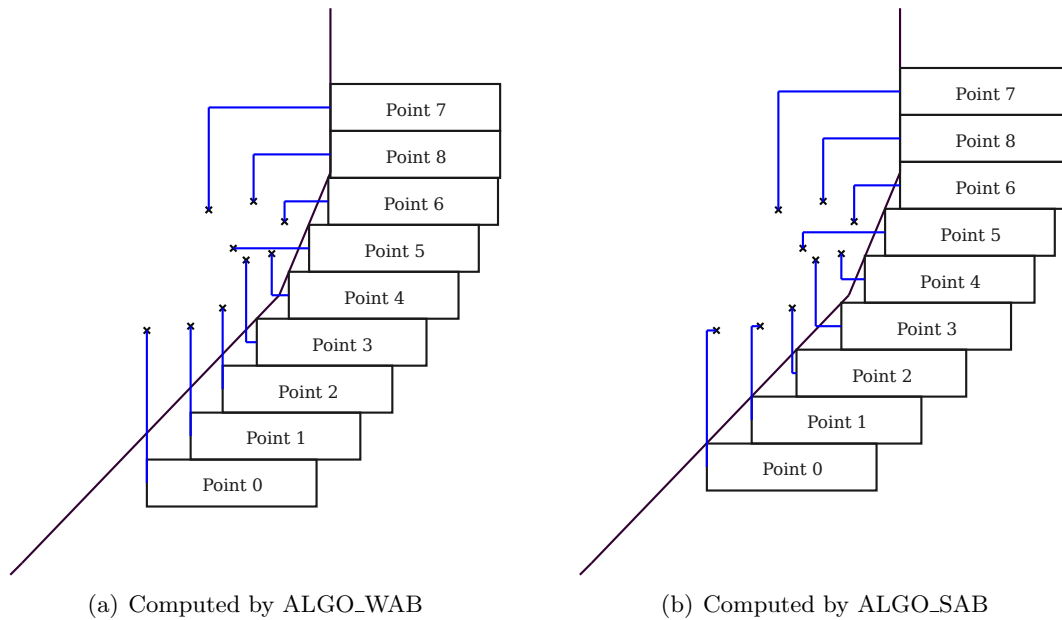 Point 7
Point 8
Point 6
Point 5
Point 4
Point 3
Point 2
Point 1
Point 0
(a) Computed by ALGO_WAB
Point 7
Point 8
Point 6
Point 5
Point 4
Point 3
Point 2
Point 1
Point 0
(b) Computed by ALGO_SAB